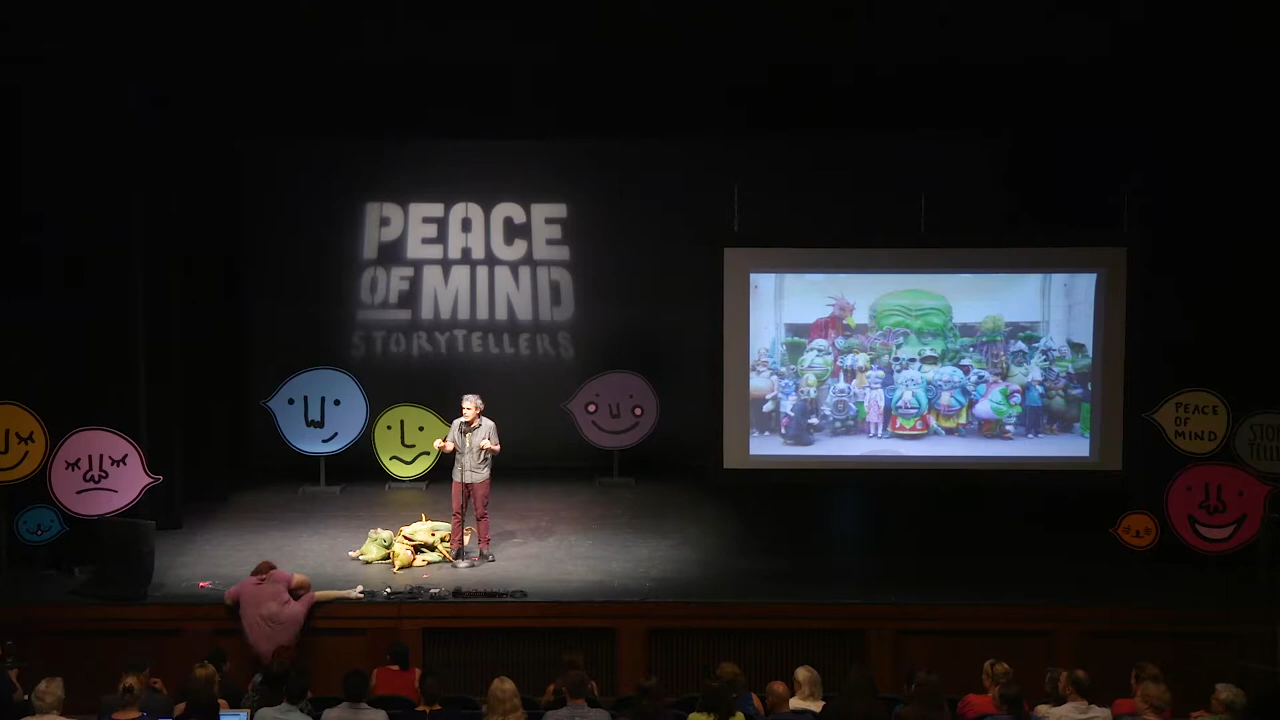 PEACE
OF MIND
STORYTELLERS
PEACE
OF
MIND